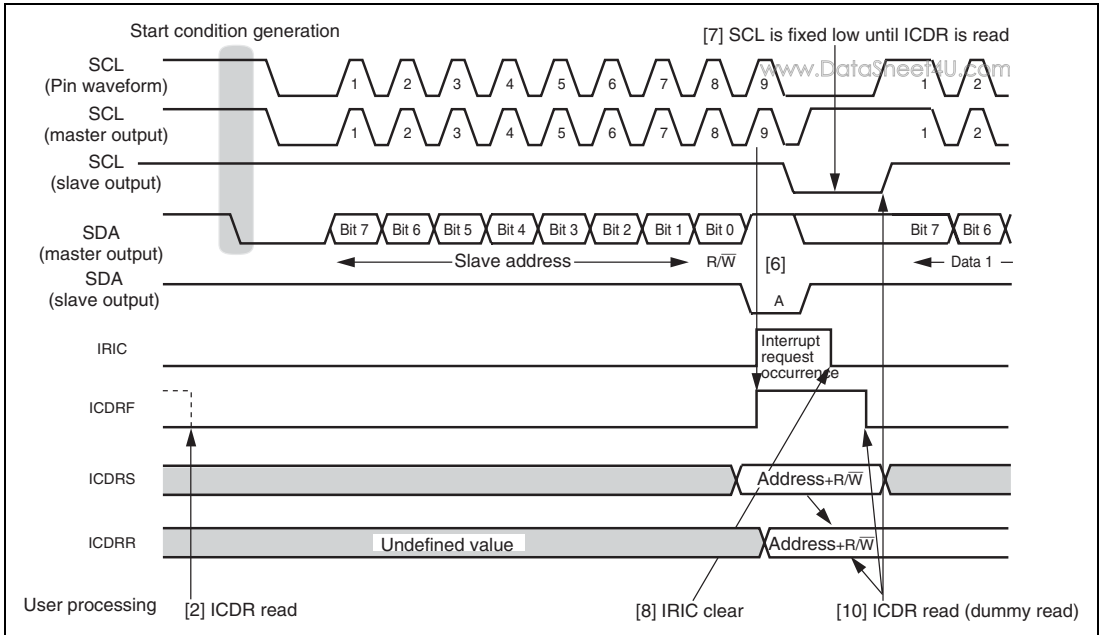 Start condition generation
[7] SCL is fixed low until ICDR is read
www.DataSheet4U.com
SCL
(Pin waveform)
1 2 3 4 5 6 7 8 9 1 2
SCL
(master output)
1 2 3 4 5 6 7 8 9 1 2
SCL
(slave output)
SDA
(master output)
Bit 7 Bit 6 Bit 5 Bit 4 Bit 3 Bit 2 Bit 1 Bit 0 Bit 7 Bit 6
Slave address R/W̅ [6] Data 1
SDA
(slave output)
A
IRIC
Interrupt
request
occurrence
ICDRF
ICDRS
Address+R/W̅
ICDRR
Undefined value Address+R/W̅
User processing [2] ICDR read [8] IRIC clear [10] ICDR read (dummy read)